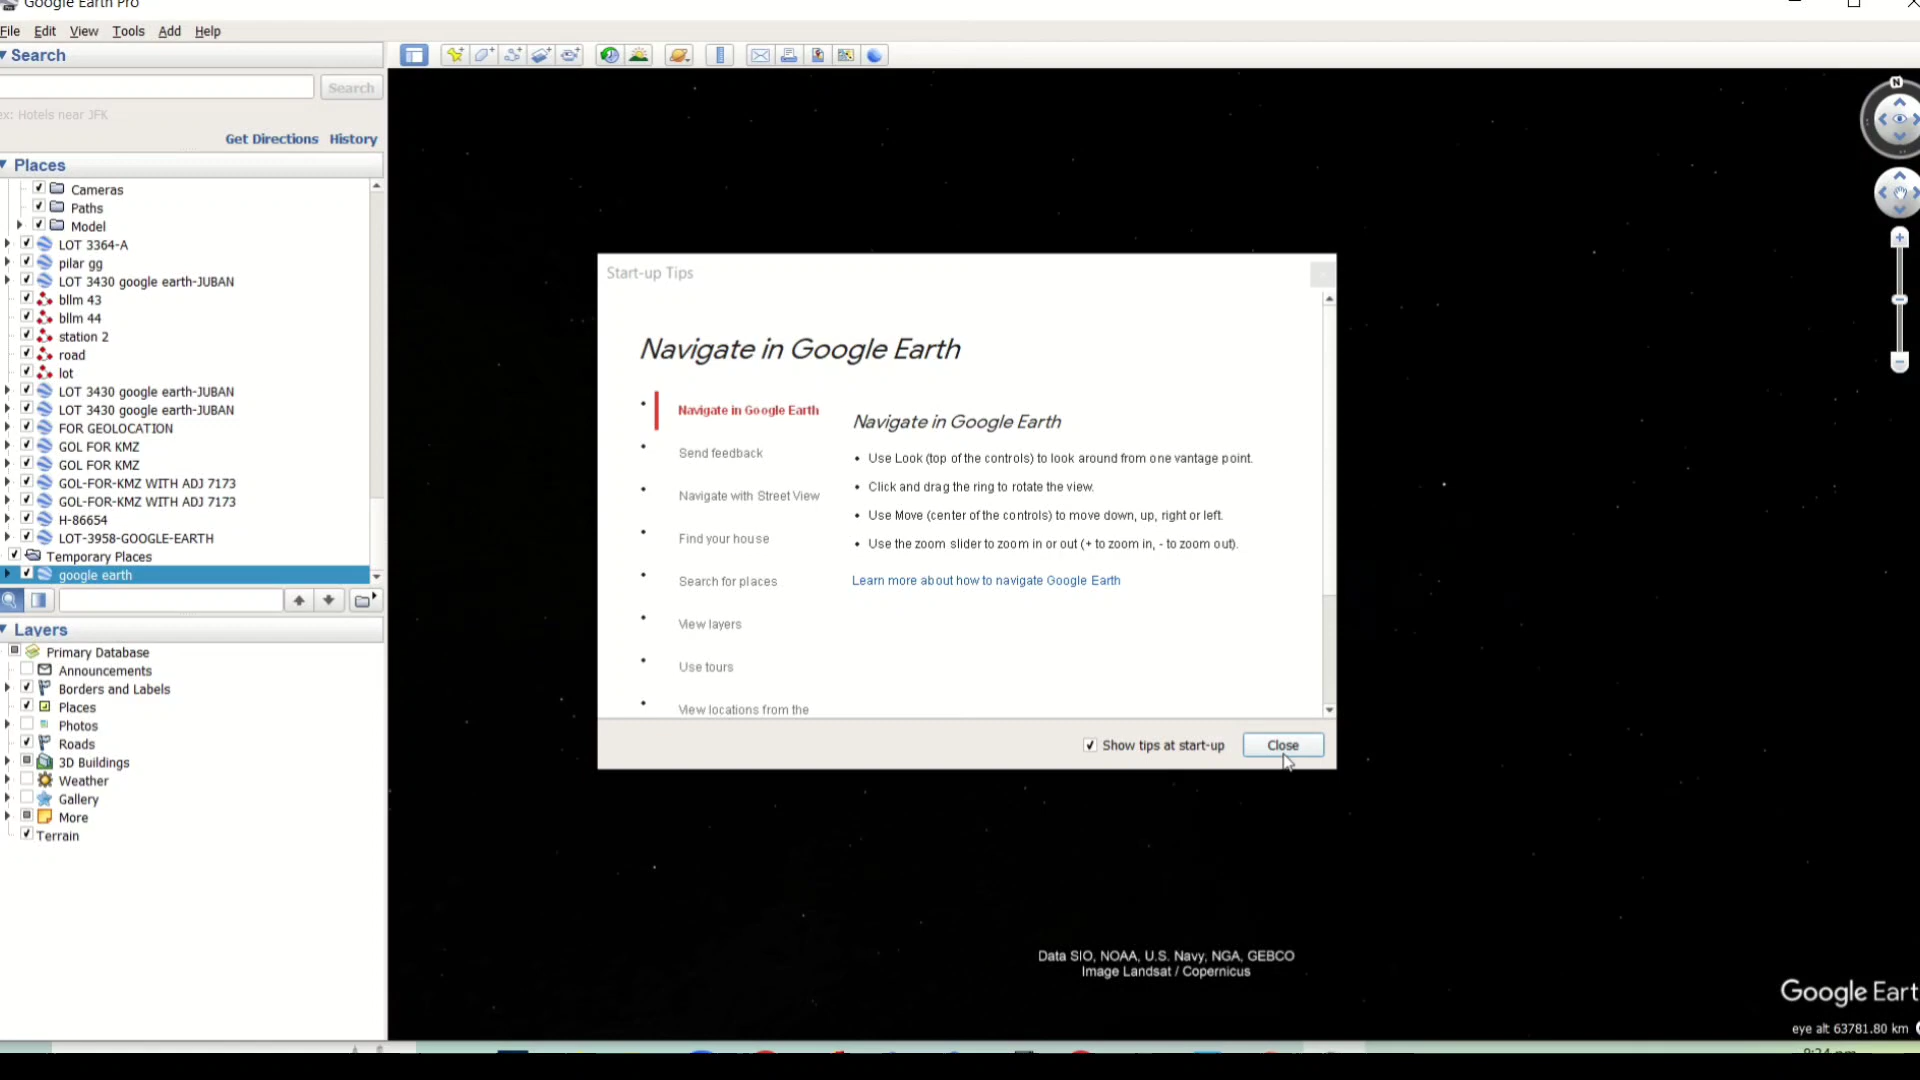 Google Earth Pro
File Edit View Tools Add Help
Search
Search
ex: Hotels near JFK
Get Directions History
Places
Cameras
Paths
Model
LOT 3364-A
pilar gg
LOT 3430 google earth-JUBAN
bllm 43
bllm 44
station 2
road
lot
LOT 3430 google earth-JUBAN
LOT 3430 google earth-JUBAN
FOR GEOLOCATION
GOL FOR KMZ
GOL FOR KMZ
GOL-FOR-KMZ WITH ADJ 7173
GOL-FOR-KMZ WITH ADJ 7173
H-86654
LOT-3958-GOOGLE-EARTH
Temporary Places
google earth
Layers
Primary Database
Announcements
Borders and Labels
Places
Photos
Roads
3D Buildings
Weather
Gallery
More
Terrain
Start-up Tips
Navigate in Google Earth
Navigate in Google Earth
Send feedback
Navigate with Street View
Find your house
Search for places
View layers
Use tours
View locations from the
Navigate in Google Earth
• Use Look (top of the controls) to look around from one vantage point.
• Click and drag the ring to rotate the view.
• Use Move (center of the controls) to move down, up, right or left.
• Use the zoom slider to zoom in or out (+ to zoom in, - to zoom out).
Learn more about how to navigate Google Earth
Show tips at start-up
Close
N
Data SIO, NOAA, U.S. Navy, NGA, GEBCO
Image Landsat / Copernicus
Google Eart
eye alt 63781.80 km